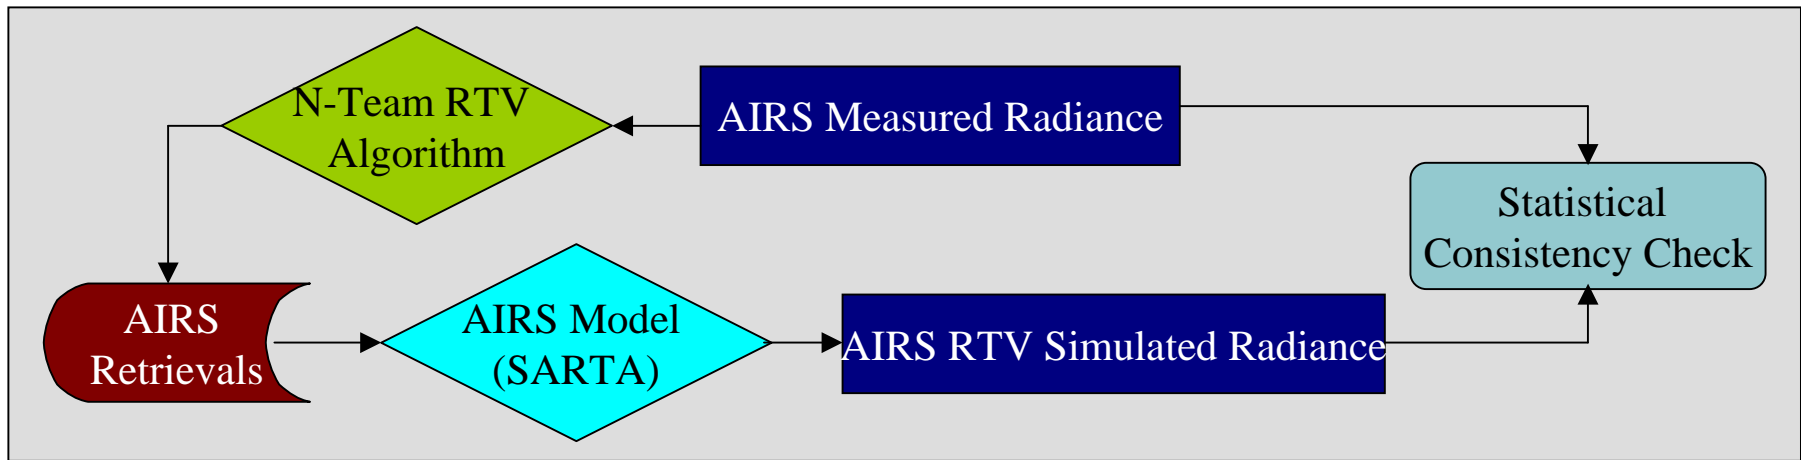 N-Team RTV
Algorithm
AIRS Measured Radiance
Statistical
Consistency Check
AIRS
Retrievals
AIRS Model
(SARTA)
AIRS RTV Simulated Radiance